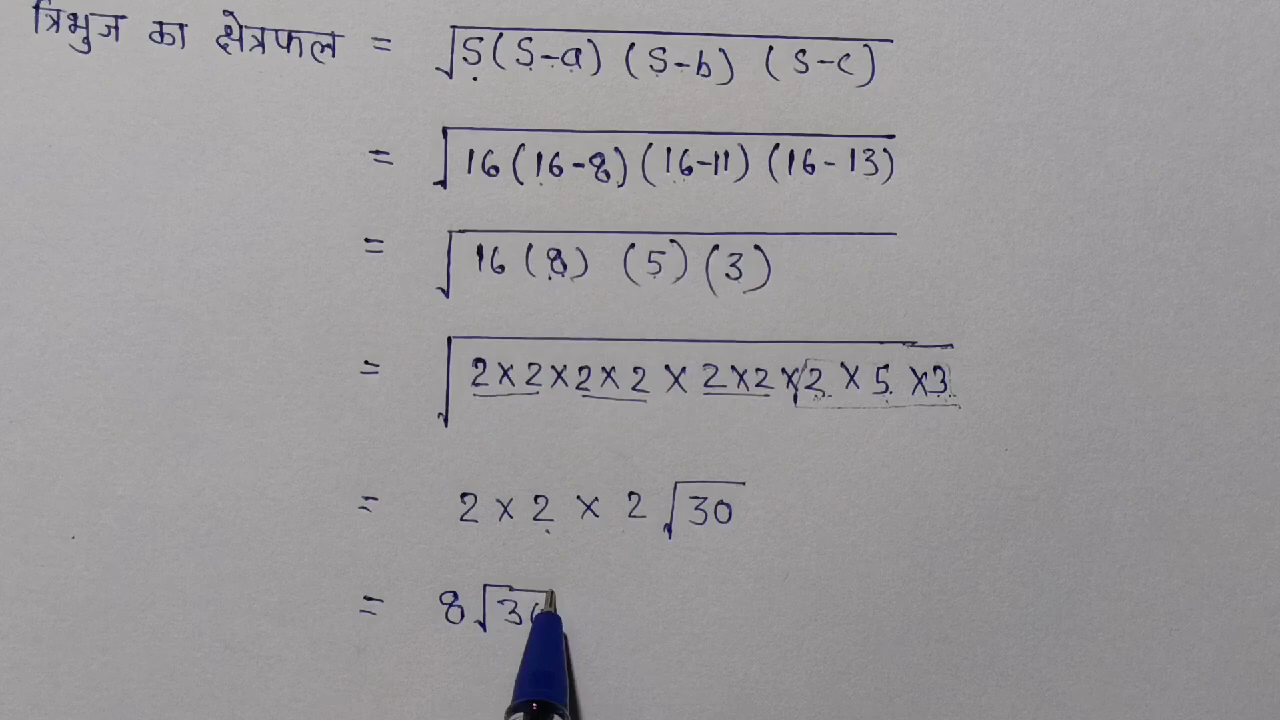 त्रिभुज का क्षेत्रफल = √S(S-a) (S-b) (S-c)
= √16(16-8)(16-11)(16-13)
= √16(8) (5)(3)
= √2×2×2×2×2×2×2×5×3
= 2×2×2√30
= 8√3